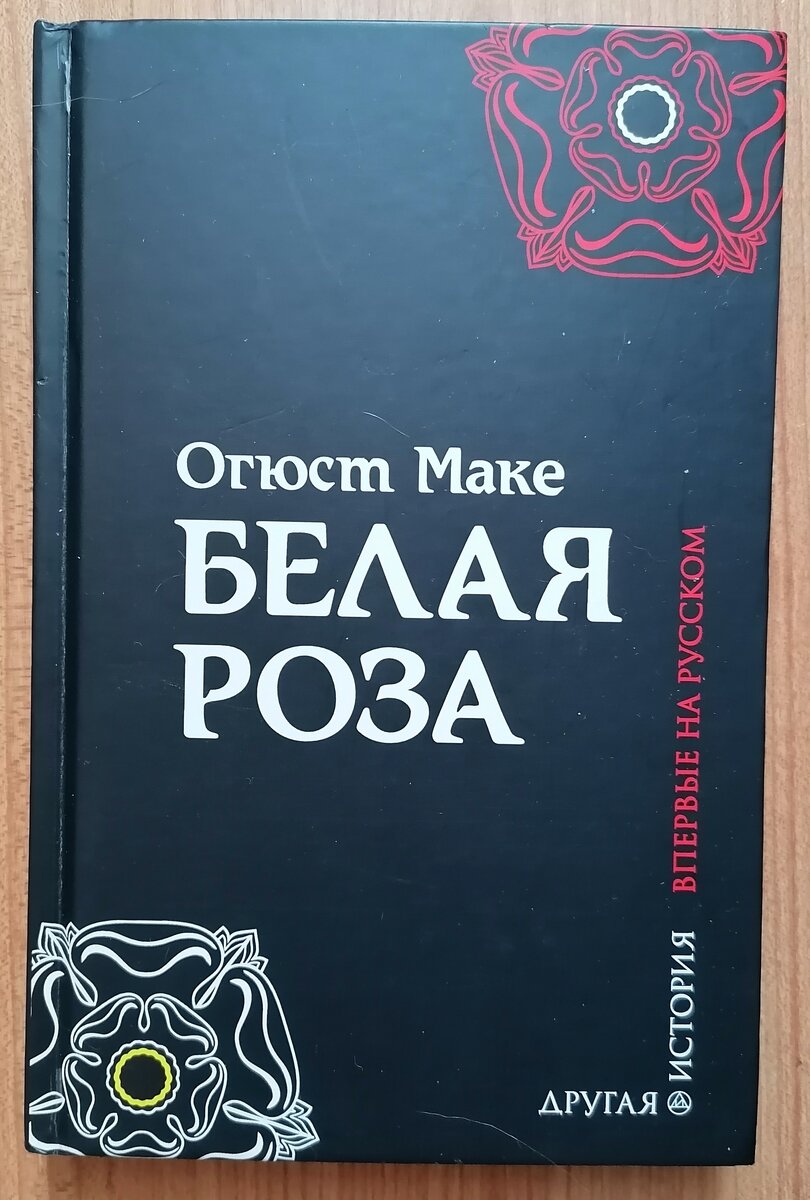 Огюст Маке
БЕЛАЯ
РОЗА
ВПЕРВЫЕ НА РУССКОМ
ДРУГАЯ
ИСТОРИЯ